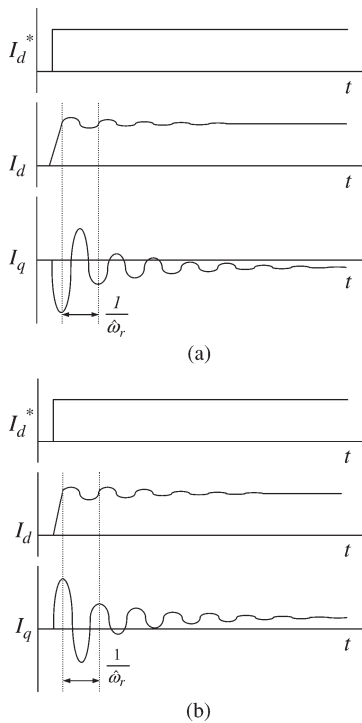 I_d*
t
I_d
t
I_q
t
1/ω̂_r
(a)
I_d*
t
I_d
t
I_q
t
1/ω̂_r
(b)